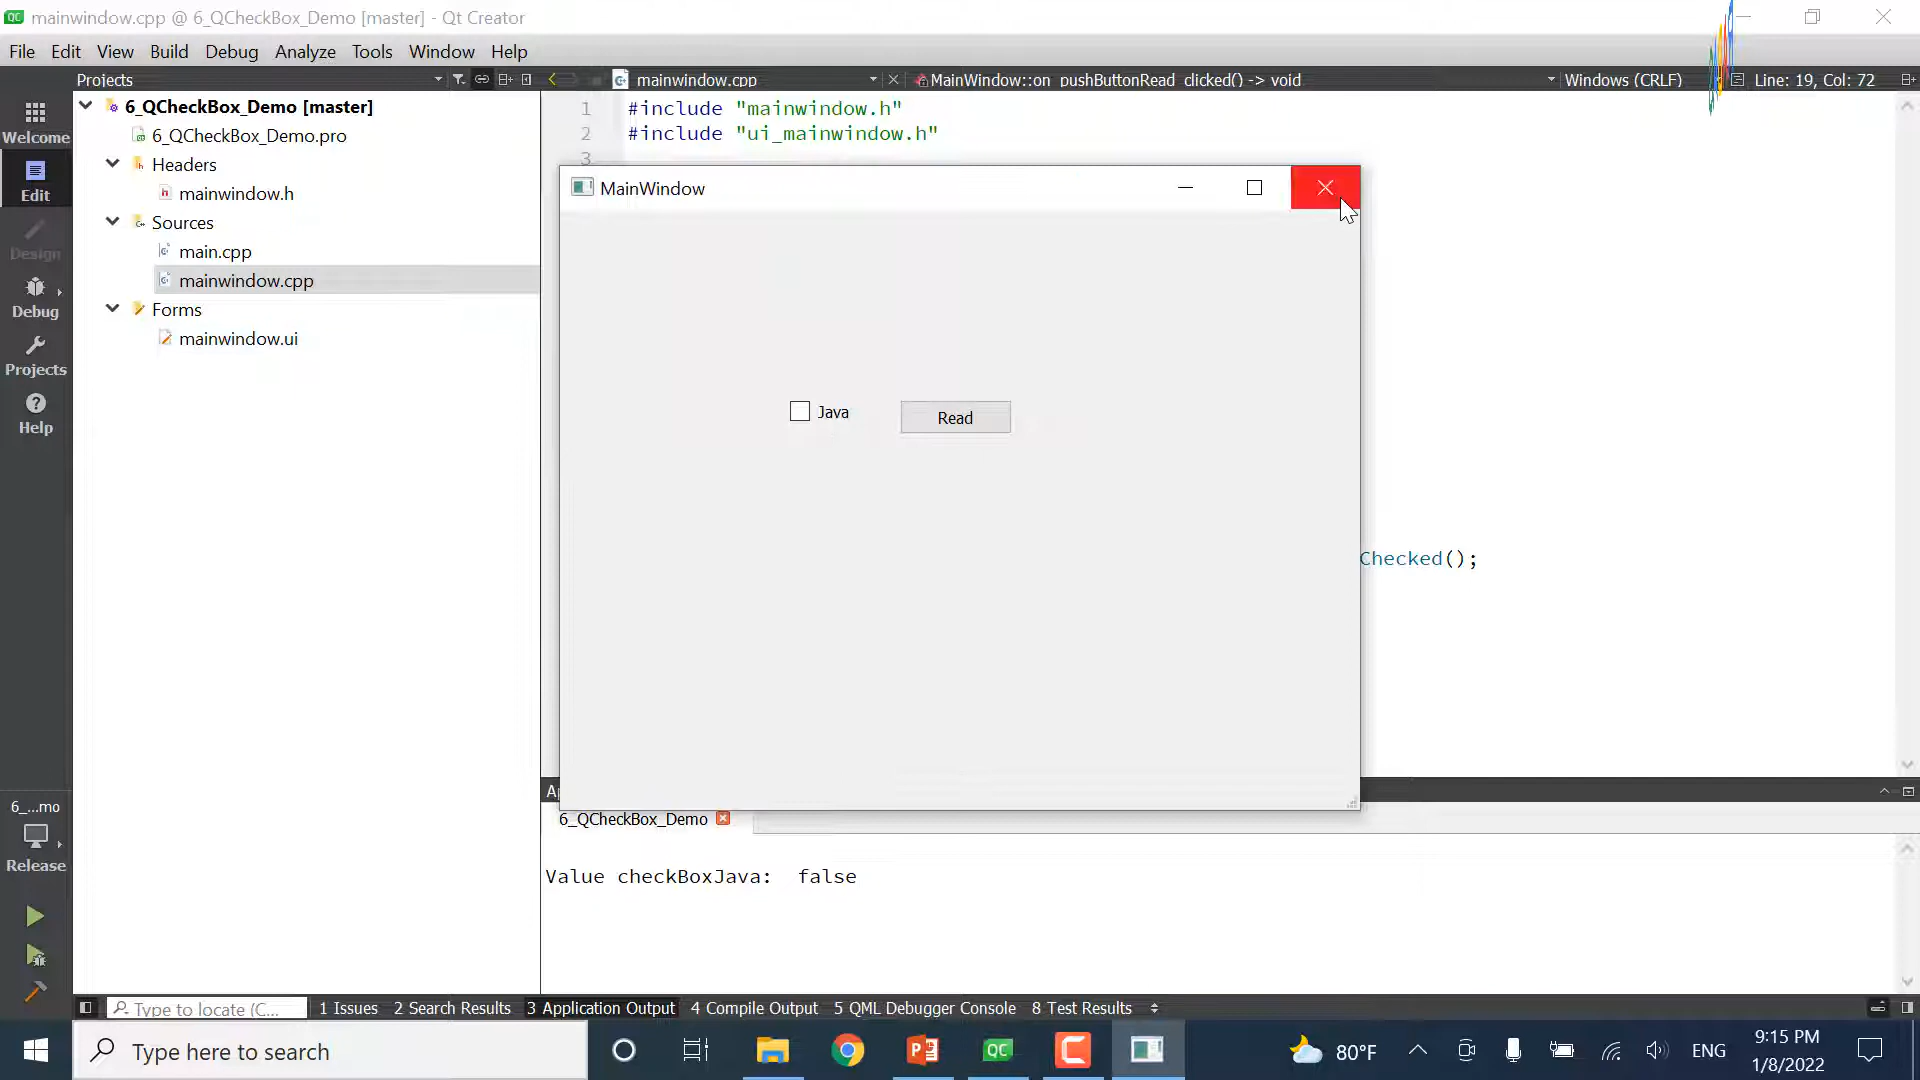 mainwindow.cpp @ 6_QCheckBox_Demo [master] - Qt Creator
File Edit View Build Debug Analyze Tools Window Help
Projects
mainwindow.cpp
MainWindow::on_pushButtonRead_clicked() -> void
Windows (CRLF)
Line: 19, Col: 72
Welcome
Edit
Design
Debug
Projects
Help
6_QCheckBox_Demo [master]
6_QCheckBox_Demo.pro
Headers
mainwindow.h
Sources
main.cpp
mainwindow.cpp
Forms
mainwindow.ui
1 #include "mainwindow.h"
2 #include "ui_mainwindow.h"
3
MainWindow
Java
Read
Checked();
6_QCheckBox_Demo
Value checkBoxJava:  false
6_...mo
Release
Type to locate (C...
1 Issues 2 Search Results 3 Application Output 4 Compile Output 5 QML Debugger Console 8 Test Results
Type here to search
80°F
ENG
9:15 PM
1/8/2022